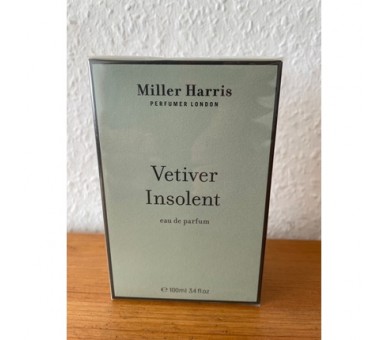 Miller Harris
PERFUMER LONDON
Vetiver
Insolent
eau de parfum
e 100ml 3.4 fl.oz